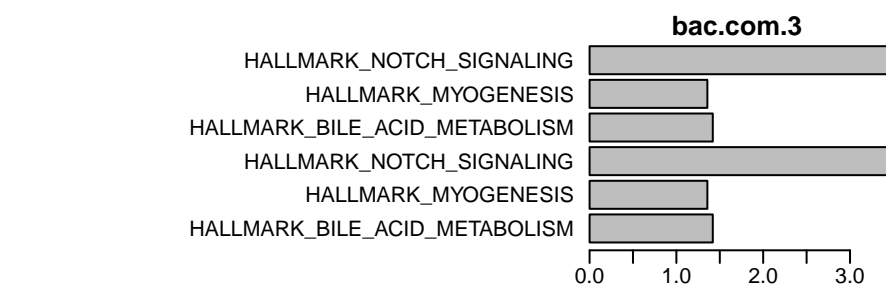 bac.com.3
HALLMARK_NOTCH_SIGNALING
HALLMARK_MYOGENESIS
HALLMARK_BILE_ACID_METABOLISM
HALLMARK_NOTCH_SIGNALING
HALLMARK_MYOGENESIS
HALLMARK_BILE_ACID_METABOLISM
0.0 1.0 2.0 3.0